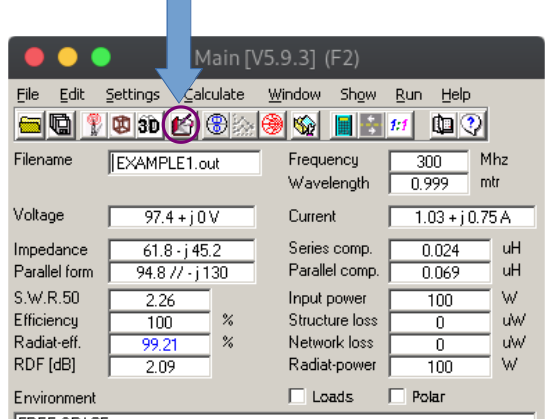 Main [V5.9.3] (F2)
File Edit Settings Calculate Window Show Run Help
3D 1:1 ?
Filename EXAMPLE1.out Frequency 300 Mhz
Wavelength 0.999 mtr
Voltage 97.4 + j 0 V Current 1.03 + j 0.75 A
Impedance 61.8 - j 45.2 Series comp. 0.024 uH
Parallel form 94.8 // - j 130 Parallel comp. 0.069 uH
S.W.R.50 2.26 Input power 100 W
Efficiency 100 % Structure loss 0 uW
Radiat-eff. 99.21 % Network loss 0 uW
RDF [dB] 2.09 Radiat-power 100 W
Environment Loads Polar
FREE SPACE